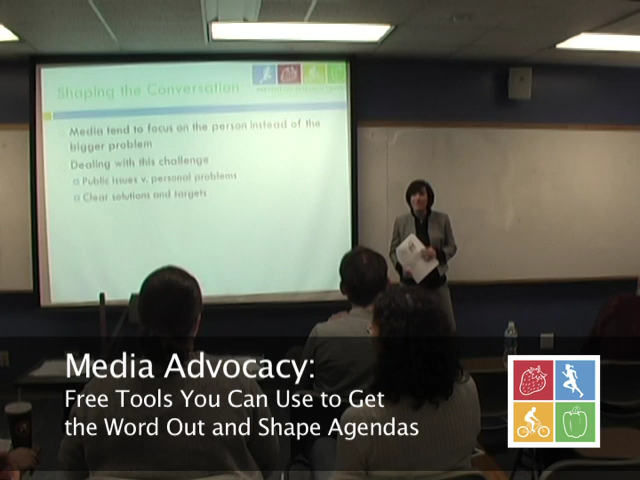 Shaping the Conversation
Media tend to focus on the person instead of the
bigger problem
Dealing with this challenge
Public issues v. personal problems
Clear solutions and targets
Media Advocacy:
Free Tools You Can Use to Get
the Word Out and Shape Agendas